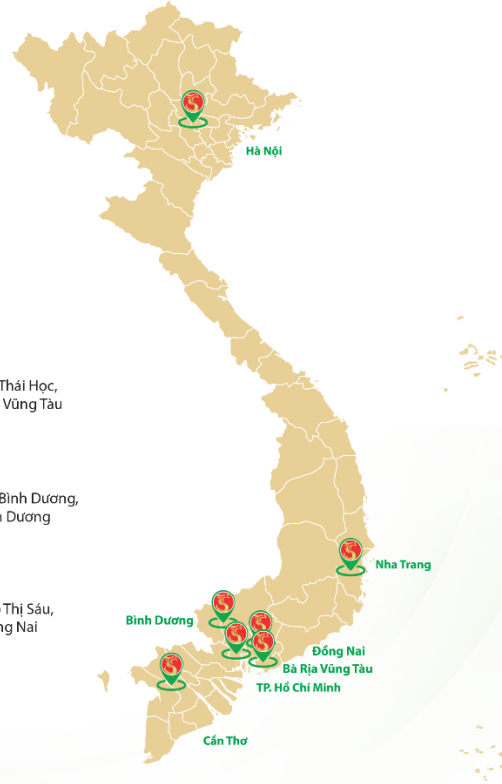 Hà Nội
Thái Học,
Vũng Tàu
Bình Dương,
Dương
Nha Trang
Thị Sáu,
Nai
Bình Dương
Đồng Nai
Bà Rịa Vũng Tàu
TP. Hồ Chí Minh
Cần Thơ